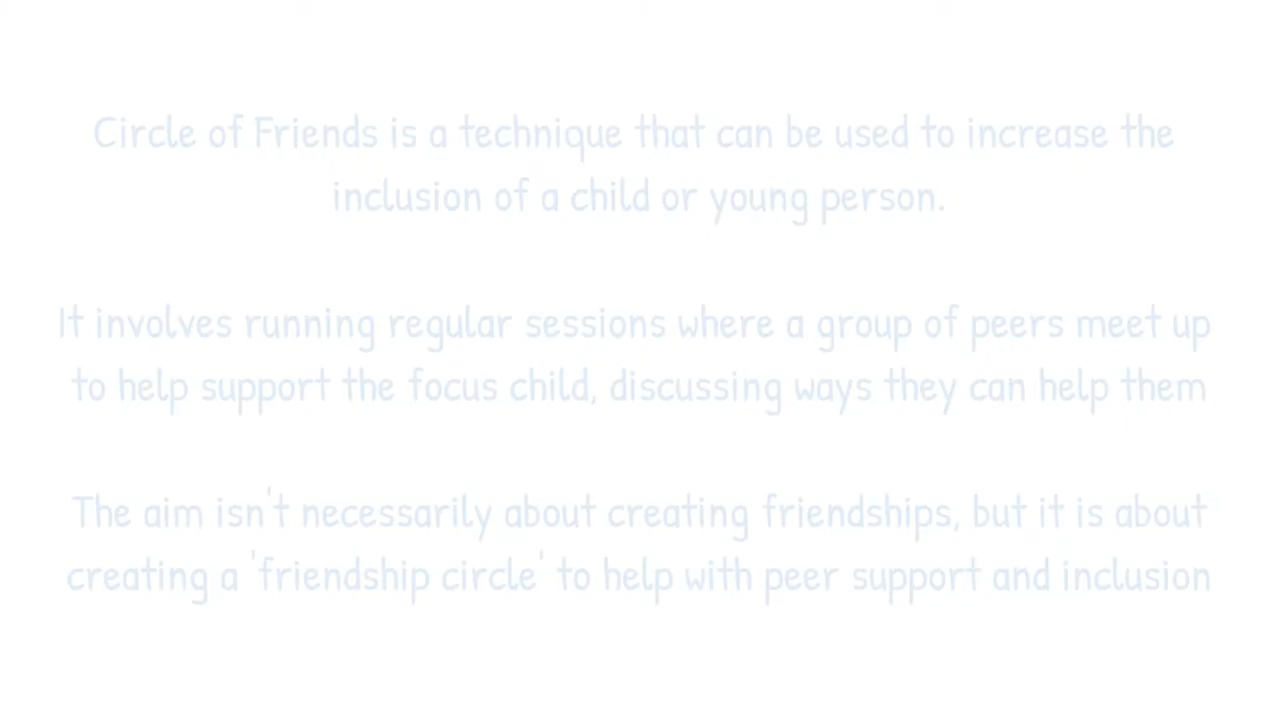 Circle of Friends is a technique that can be used to increase the
inclusion of a child or young person.
It involves running regular sessions where a group of peers meet up
to help support the focus child, discussing ways they can help them
The aim isn't necessarily about creating friendships, but it is about
creating a 'friendship circle' to help with peer support and inclusion